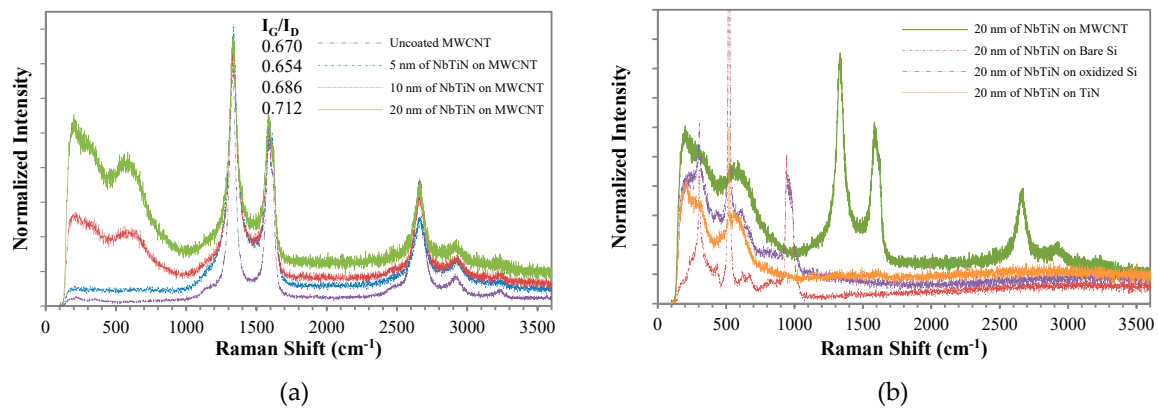 I_G/I_D
0.670 Uncoated MWCNT
0.654 5 nm of NbTiN on MWCNT
0.686 10 nm of NbTiN on MWCNT
0.712 20 nm of NbTiN on MWCNT
Normalized Intensity
0 500 1000 1500 2000 2500 3000 3500
Raman Shift (cm⁻¹)
(a)
20 nm of NbTiN on MWCNT
20 nm of NbTiN on Bare Si
20 nm of NbTiN on oxidized Si
20 nm of NbTiN on TiN
Normalized Intensity
0 500 1000 1500 2000 2500 3000 3500
Raman Shift (cm⁻¹)
(b)